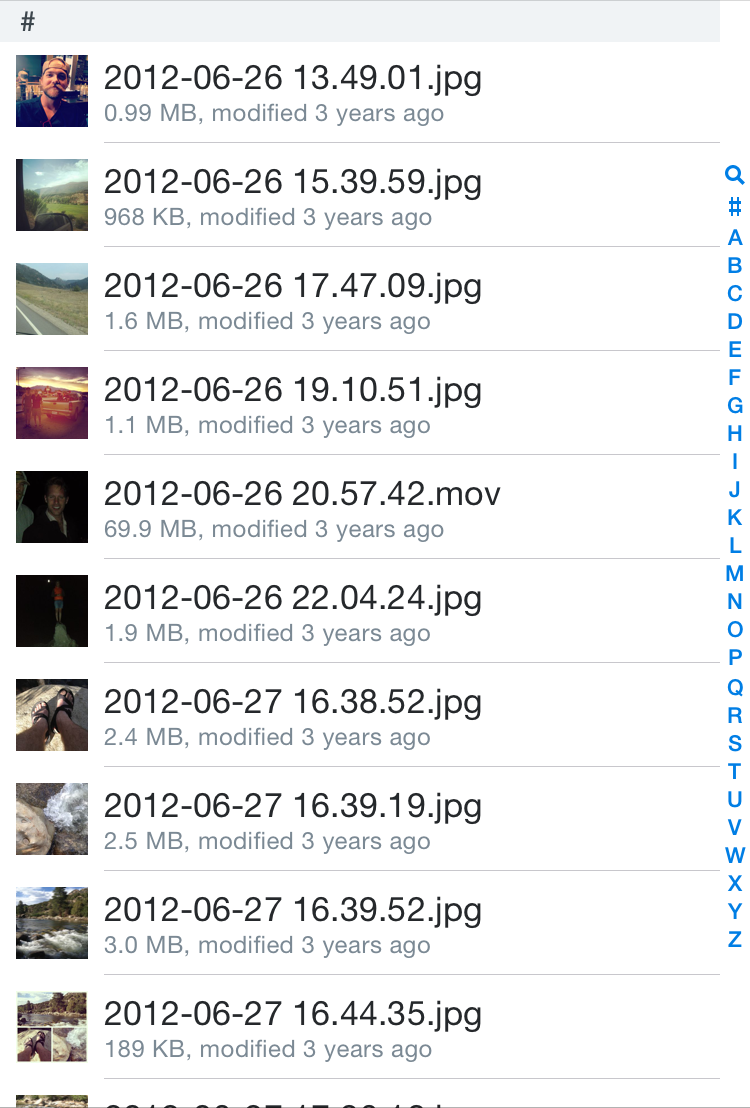 #
2012-06-26 13.49.01.jpg
0.99 MB, modified 3 years ago
2012-06-26 15.39.59.jpg
968 KB, modified 3 years ago
2012-06-26 17.47.09.jpg
1.6 MB, modified 3 years ago
2012-06-26 19.10.51.jpg
1.1 MB, modified 3 years ago
2012-06-26 20.57.42.mov
69.9 MB, modified 3 years ago
2012-06-26 22.04.24.jpg
1.9 MB, modified 3 years ago
2012-06-27 16.38.52.jpg
2.4 MB, modified 3 years ago
2012-06-27 16.39.19.jpg
2.5 MB, modified 3 years ago
2012-06-27 16.39.52.jpg
3.0 MB, modified 3 years ago
2012-06-27 16.44.35.jpg
189 KB, modified 3 years ago
#
A
B
C
D
E
F
G
H
I
J
K
L
M
N
O
P
Q
R
S
T
U
V
W
X
Y
Z